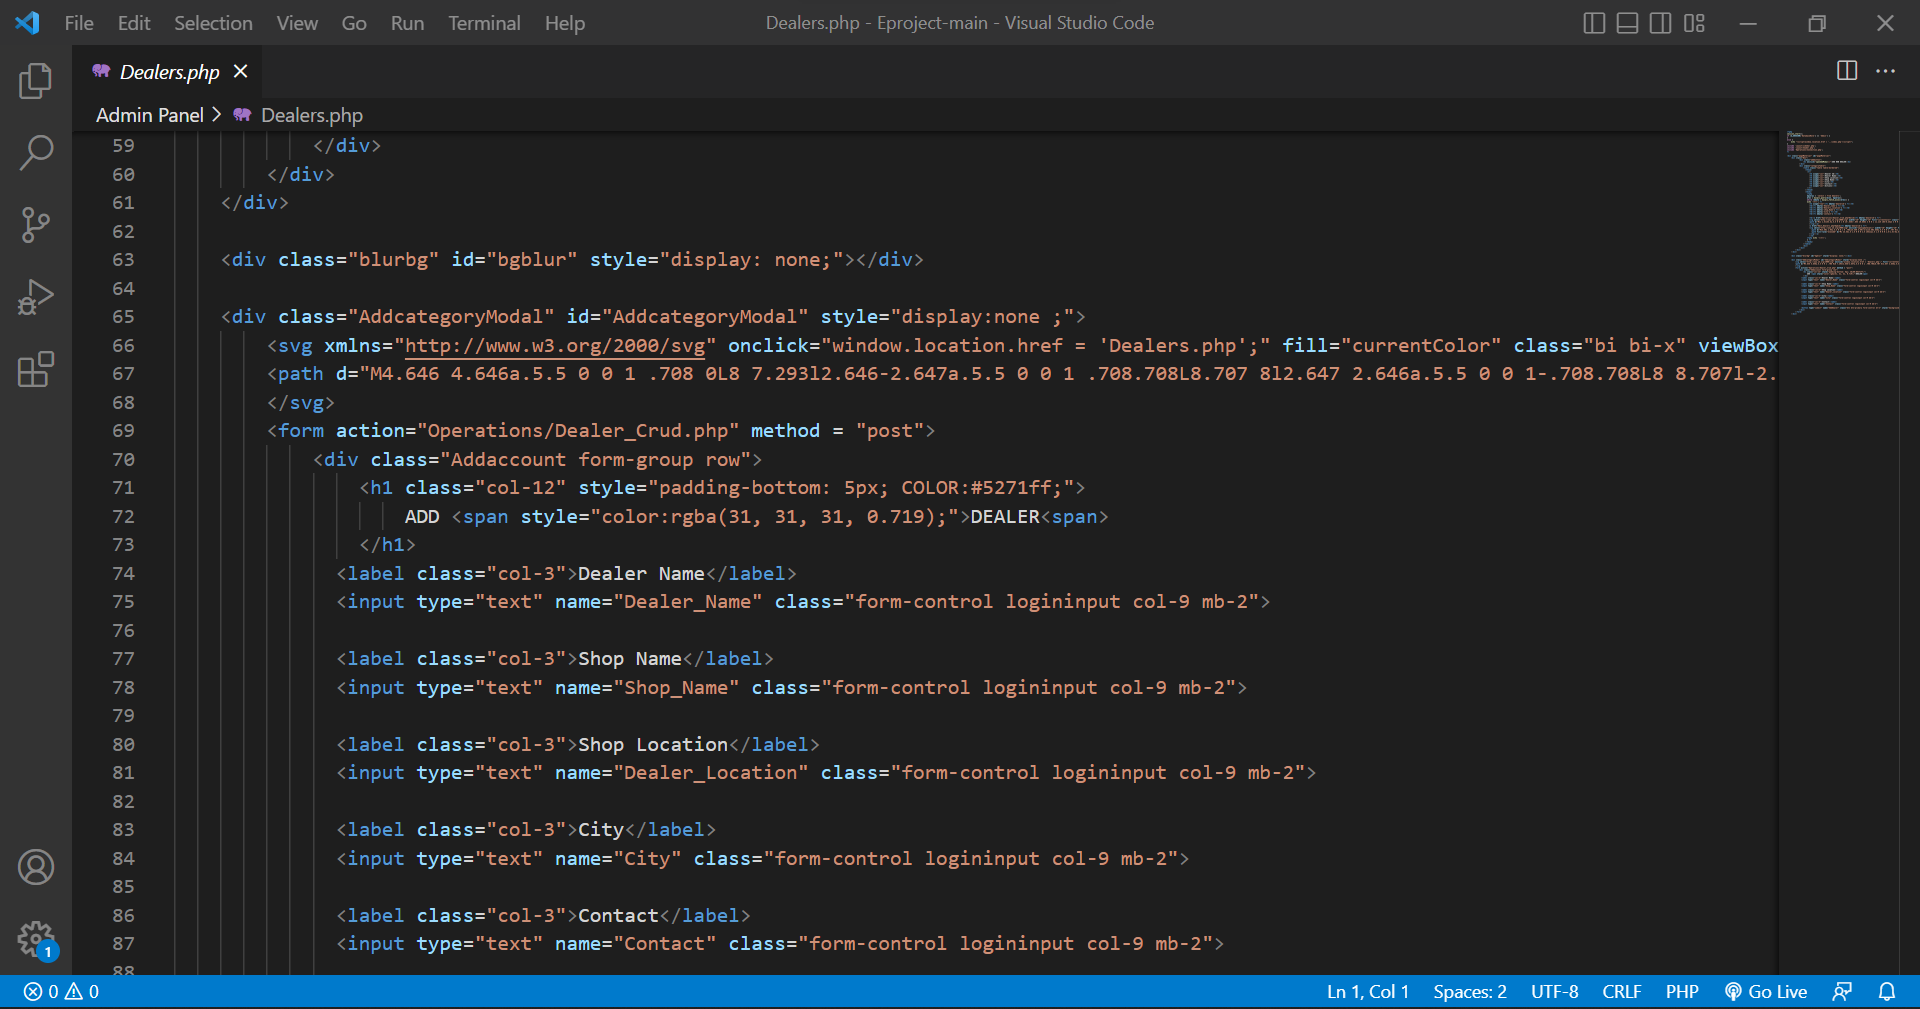 File Edit Selection View Go Run Terminal Help Dealers.php - Eproject-main - Visual Studio Code
Dealers.php
Admin Panel > Dealers.php
59 </div>
60 </div>
61 </div>
62
63 <div class="blurbg" id="bgblur" style="display: none;"></div>
64
65 <div class="AddcategoryModal" id="AddcategoryModal" style="display:none ;">
66 <svg xmlns="http://www.w3.org/2000/svg" onclick="window.location.href = 'Dealers.php';" fill="currentColor" class="bi bi-x" viewBox
67 <path d="M4.646 4.646a.5.5 0 0 1 .708 0L8 7.293l2.646-2.647a.5.5 0 0 1 .708.708L8.707 8l2.647 2.646a.5.5 0 0 1-.708.708L8 8.707l-2.
68 </svg>
69 <form action="Operations/Dealer_Crud.php" method = "post">
70 <div class="Addaccount form-group row">
71 <h1 class="col-12" style="padding-bottom: 5px; COLOR:#5271ff;">
72 ADD <span style="color:rgba(31, 31, 31, 0.719);">DEALER<span>
73 </h1>
74 <label class="col-3">Dealer Name</label>
75 <input type="text" name="Dealer_Name" class="form-control logininput col-9 mb-2">
76
77 <label class="col-3">Shop Name</label>
78 <input type="text" name="Shop_Name" class="form-control logininput col-9 mb-2">
79
80 <label class="col-3">Shop Location</label>
81 <input type="text" name="Dealer_Location" class="form-control logininput col-9 mb-2">
82
83 <label class="col-3">City</label>
84 <input type="text" name="City" class="form-control logininput col-9 mb-2">
85
86 <label class="col-3">Contact</label>
87 <input type="text" name="Contact" class="form-control logininput col-9 mb-2">
88
1
0 0 Ln 1, Col 1 Spaces: 2 UTF-8 CRLF PHP Go Live